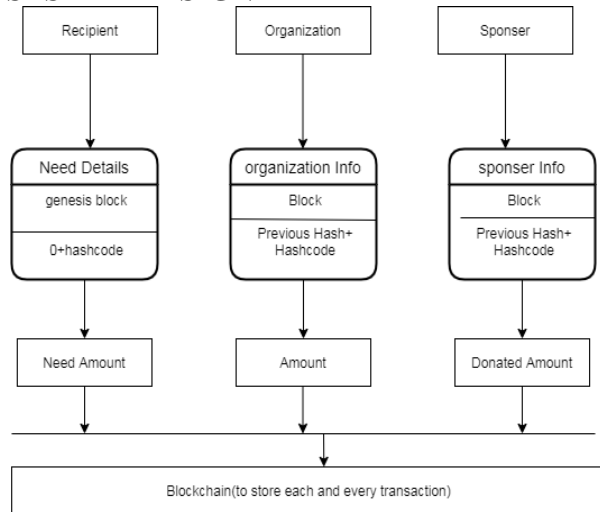 Recipient
Organization
Sponser
Need Details
genesis block
0+hashcode
organization Info
Block
Previous Hash+
Hashcode
sponser Info
Block
Previous Hash+
Hashcode
Need Amount
Amount
Donated Amount
Blockchain(to store each and every transaction)